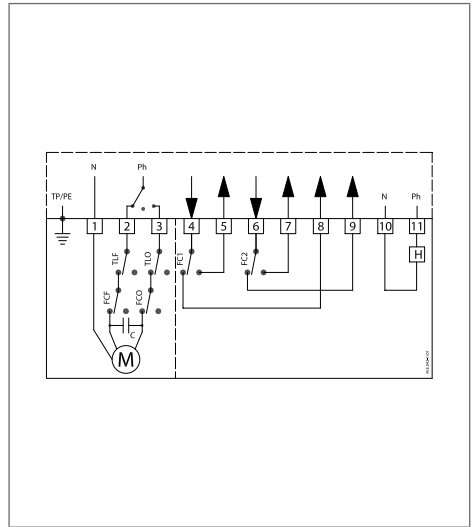 N Ph
TP/PE N Ph
1 2 3 4 5 6 7 8 9 10 11
TLF TLO FC1 FC2 H
FCF FCO
C
M